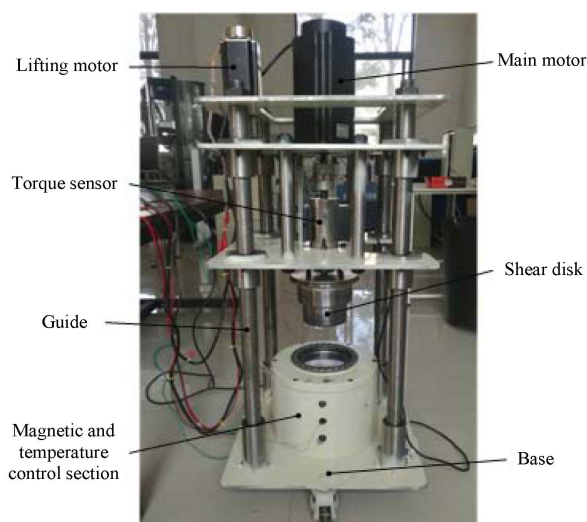 Lifting motor
Main motor
Torque sensor
Shear disk
Guide
Magnetic and
temperature
control section
Base